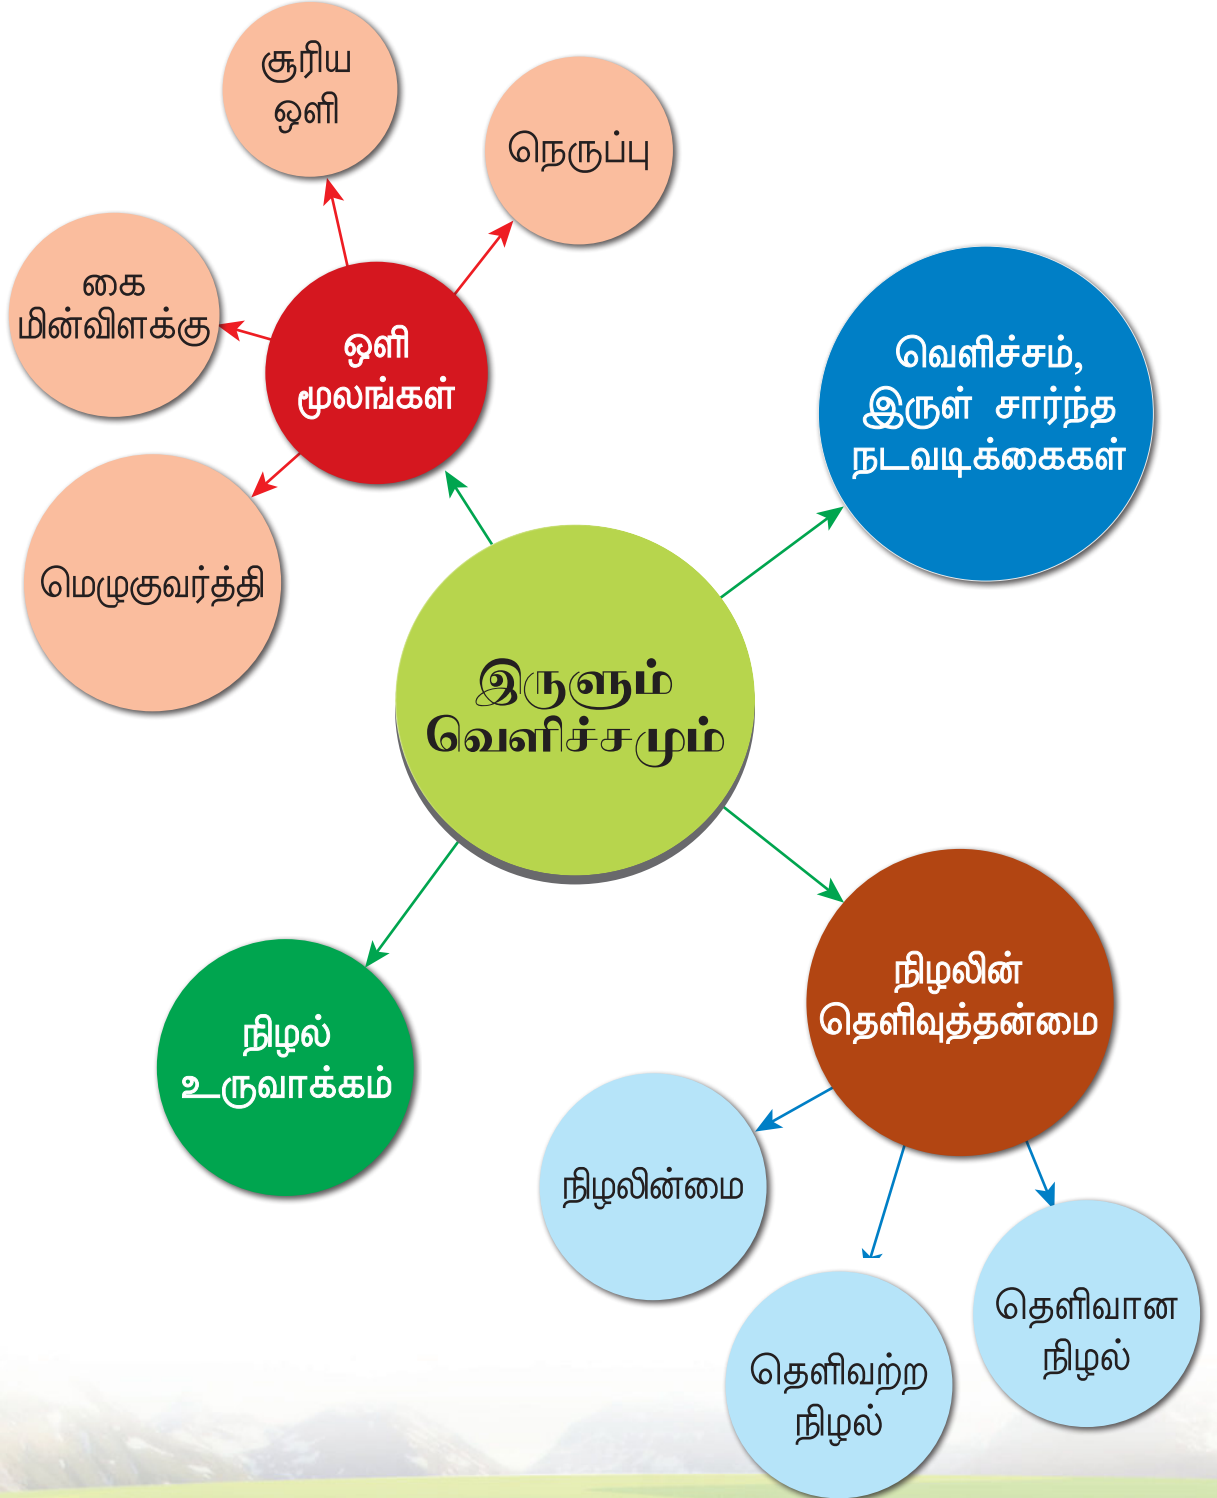 சூரிய
ஒளி
நெருப்பு
கை
மின்விளக்கு
ஒளி
மூலங்கள்
வெளிச்சம்,
இருள் சார்ந்த
நடவடிக்கைகள்
மெழுகுவர்த்தி
இருளும்
வெளிச்சமும்
நிழல்
உருவாக்கம்
நிழலின்
தெளிவுத்தன்மை
நிழலின்மை
தெளிவற்ற
நிழல்
தெளிவான
நிழல்